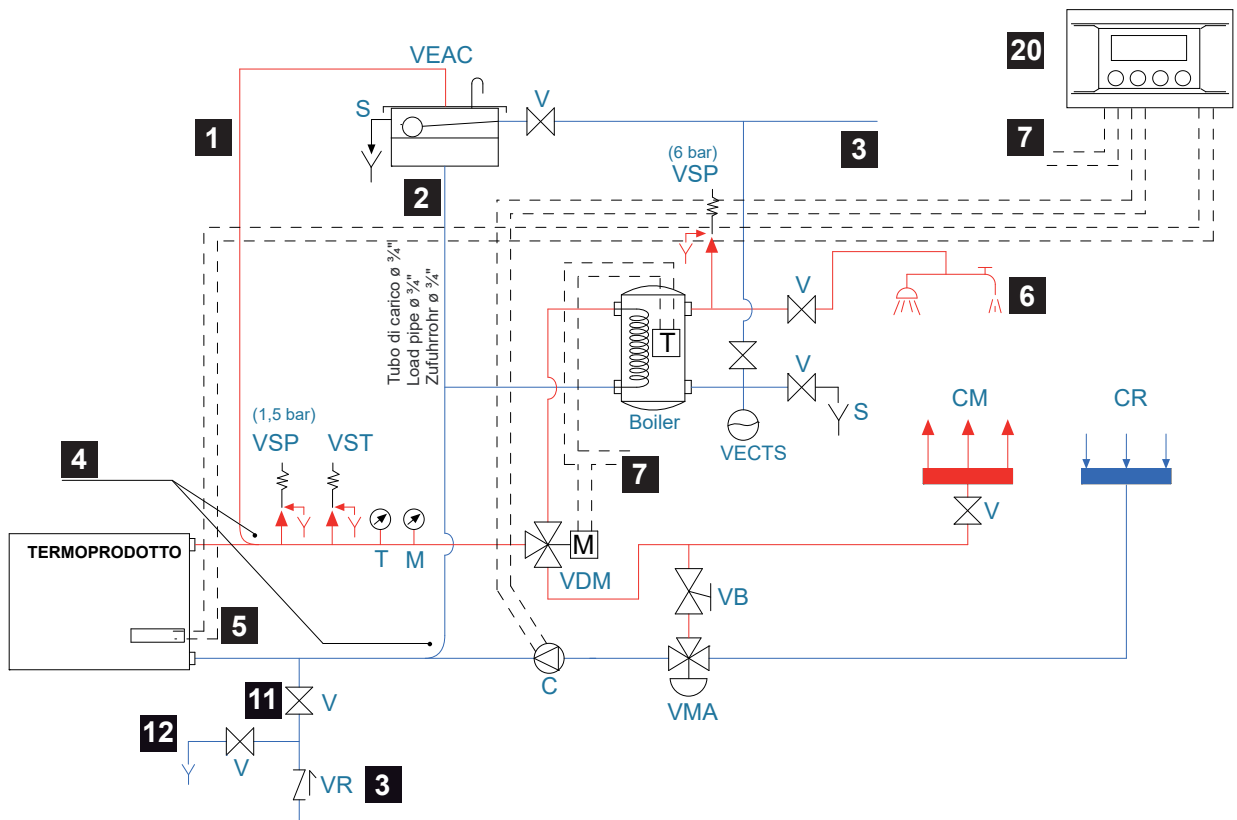 VEAC
20
S
V
1
3
7
(6 bar)
VSP
2
Tubo di carico ø ¾"
Load pipe ø ¾"
Zufuhrrohr ø ¾"
V
6
T
V
S
Boiler
VECTS
CM
CR
(1,5 bar)
VSP
VST
4
7
V
TERMOPRODOTTO
T
M
M
VDM
VB
5
C
VMA
11
V
12
V
VR
3